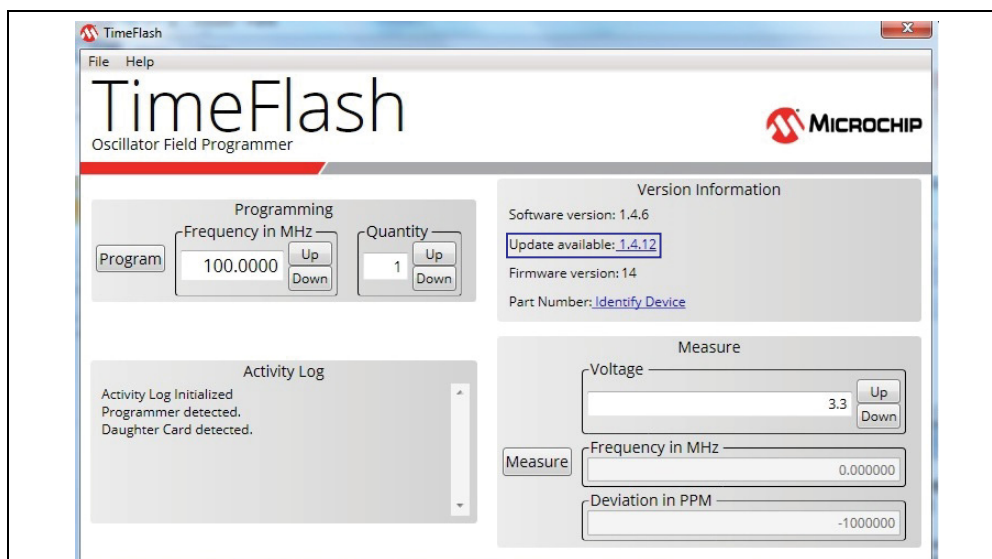 TimeFlash
File Help
TimeFlash
Oscillator Field Programmer
MICROCHIP
Programming
Frequency in MHz
Quantity
Program
100.0000
Up
Down
1
Up
Down
Version Information
Software version: 1.4.6
Update available: 1.4.12
Firmware version: 14
Part Number: Identify Device
Activity Log
Activity Log Initialized
Programmer detected.
Daughter Card detected.
Measure
Voltage
3.3
Up
Down
Measure
Frequency in MHz
0.000000
Deviation in PPM
-1000000